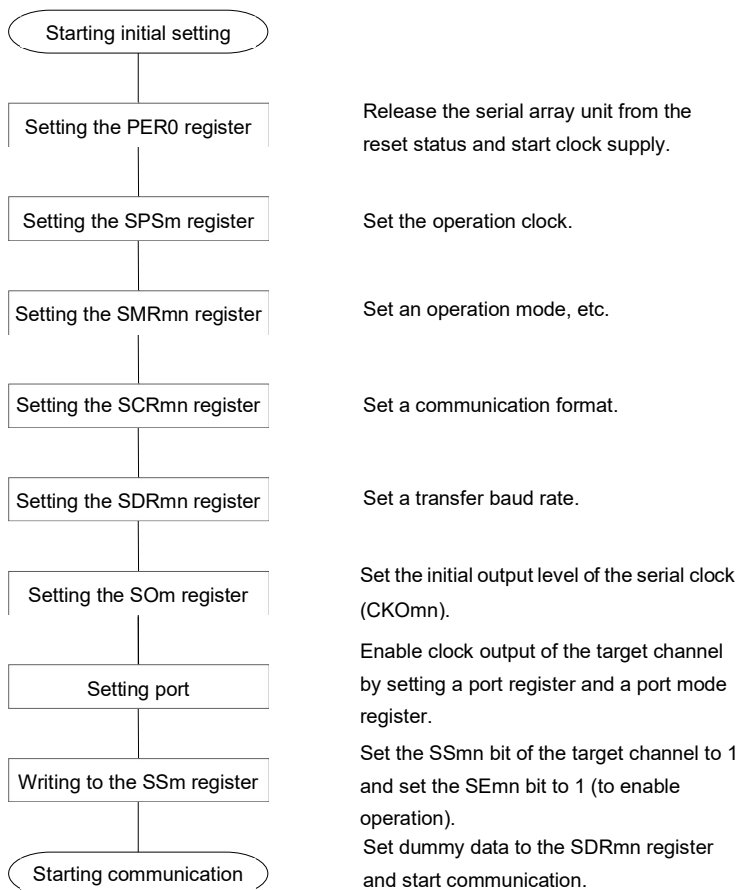 Starting initial setting
Setting the PER0 register
Release the serial array unit from the
reset status and start clock supply.
Setting the SPSm register
Set the operation clock.
Setting the SMRmn register
Set an operation mode, etc.
Setting the SCRmn register
Set a communication format.
Setting the SDRmn register
Set a transfer baud rate.
Setting the SOm register
Set the initial output level of the serial clock
(CKOmn).
Setting port
Enable clock output of the target channel
by setting a port register and a port mode
register.
Writing to the SSm register
Set the SSmn bit of the target channel to 1
and set the SEmn bit to 1 (to enable
operation).
Starting communication
Set dummy data to the SDRmn register
and start communication.